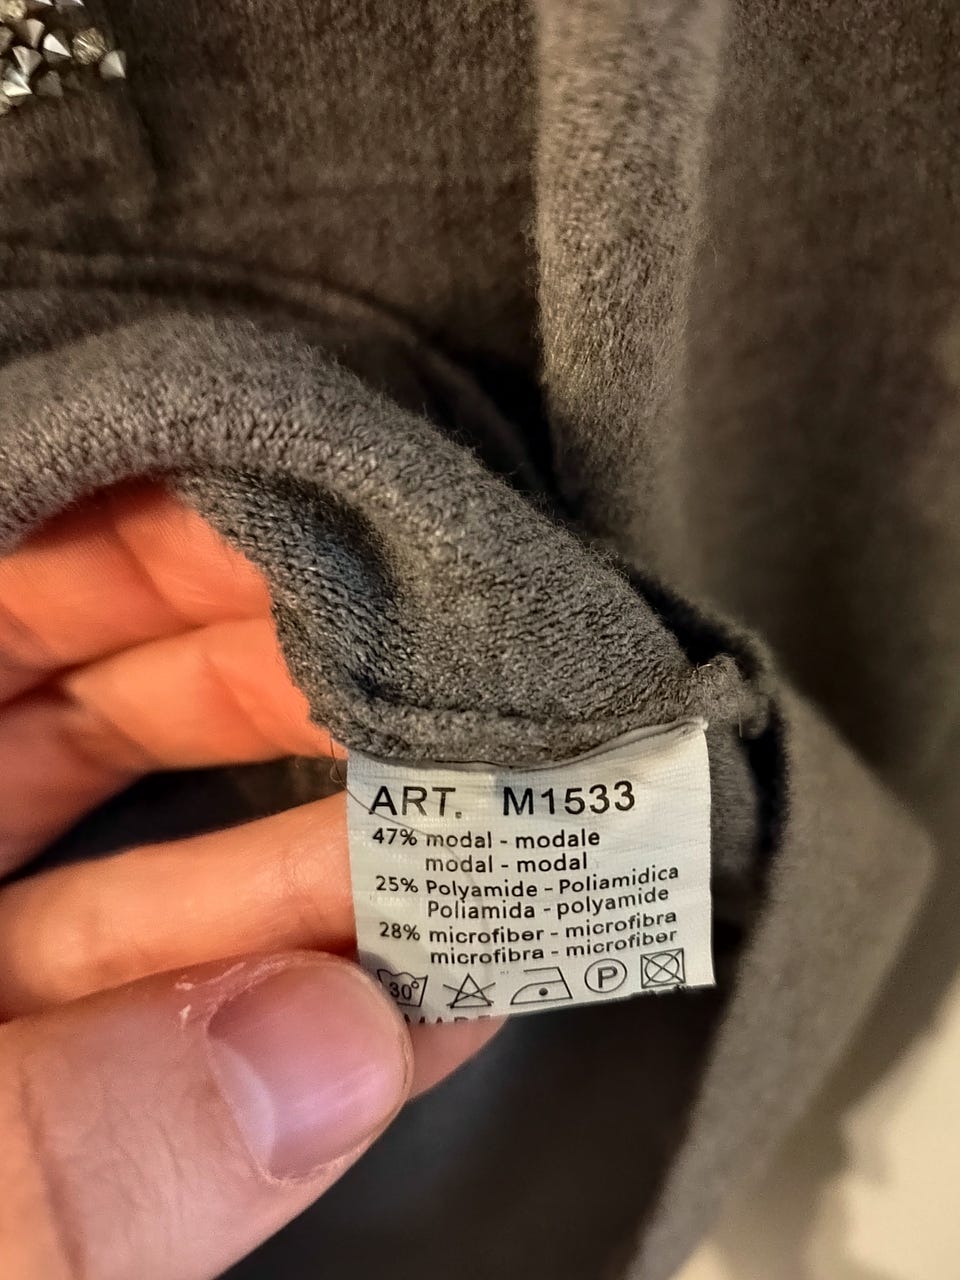 ART. M1533
47% modal - modale
modal - modal
25% Polyamide - Poliamidica
Poliamida - polyamide
28% microfiber - microfibra
microfibra - microfiber
30° P